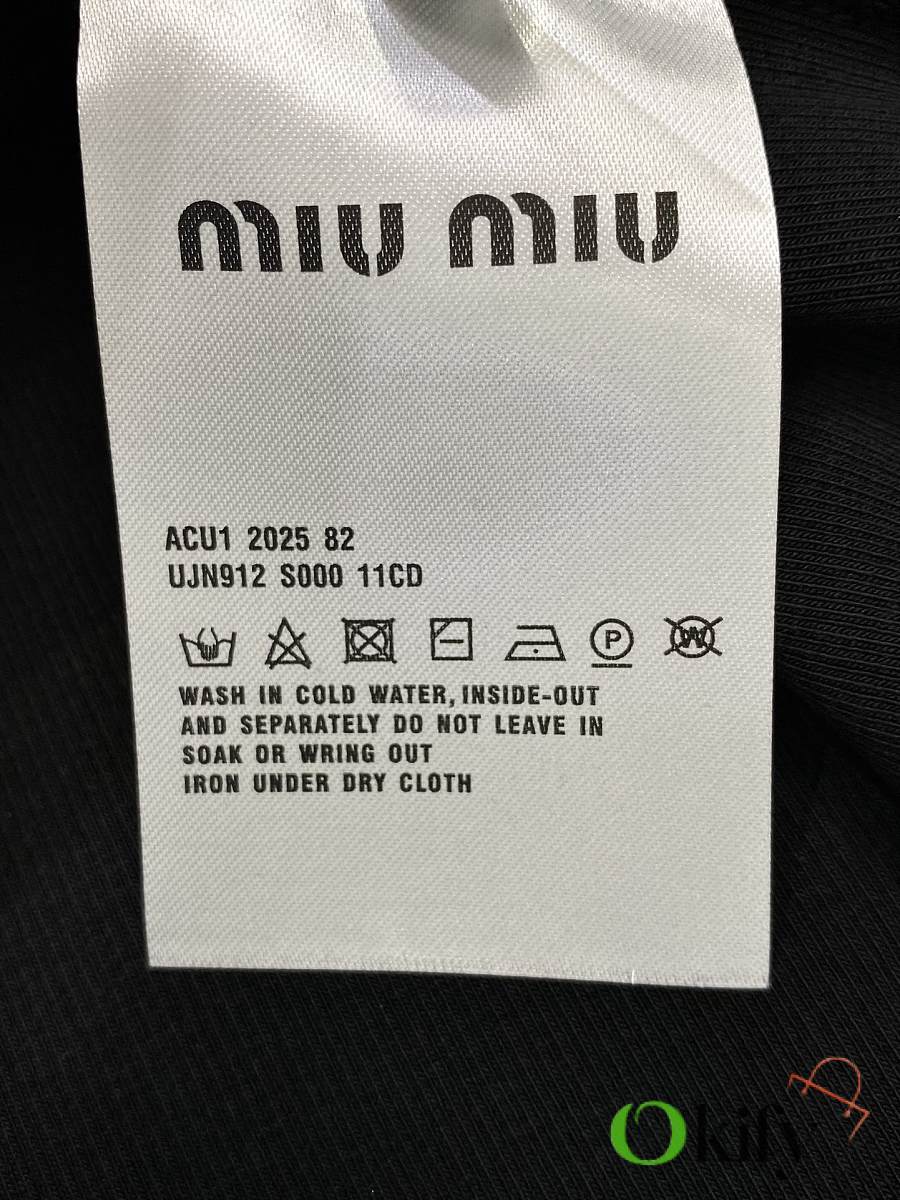 miu miu
ACU1 2025 82
UJN912 S000 11CD
P W
WASH IN COLD WATER, INSIDE-OUT
AND SEPARATELY DO NOT LEAVE IN
SOAK OR WRING OUT
IRON UNDER DRY CLOTH
Okify